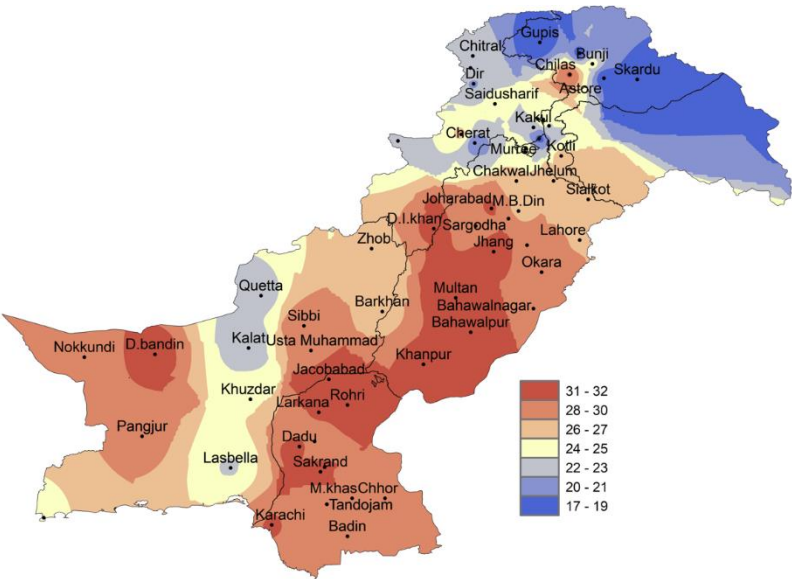 Gupis
Chitral
Bunji
Chilas
Dir
Skardu
Astore
Saidusharif
Kakul
Cherat
Murree
Kotli
Chakwal
Jhelum
Sialkot
Joharabad
M.B.Din
D.I.khan
Sargodha
Lahore
Zhob
Jhang
Okara
Quetta
Multan
Barkhan
Bahawalnagar
Sibbi
Bahawalpur
Kalat
Usta Muhammad
Nokkundi
D.bandin
Khanpur
Jacobabad
Khuzdar
Rohri
Larkana
Pangjur
Dadu
Lasbella
Sakrand
M.khas
Chhor
Tandojam
Karachi
Badin
31 - 32
28 - 30
26 - 27
24 - 25
22 - 23
20 - 21
17 - 19